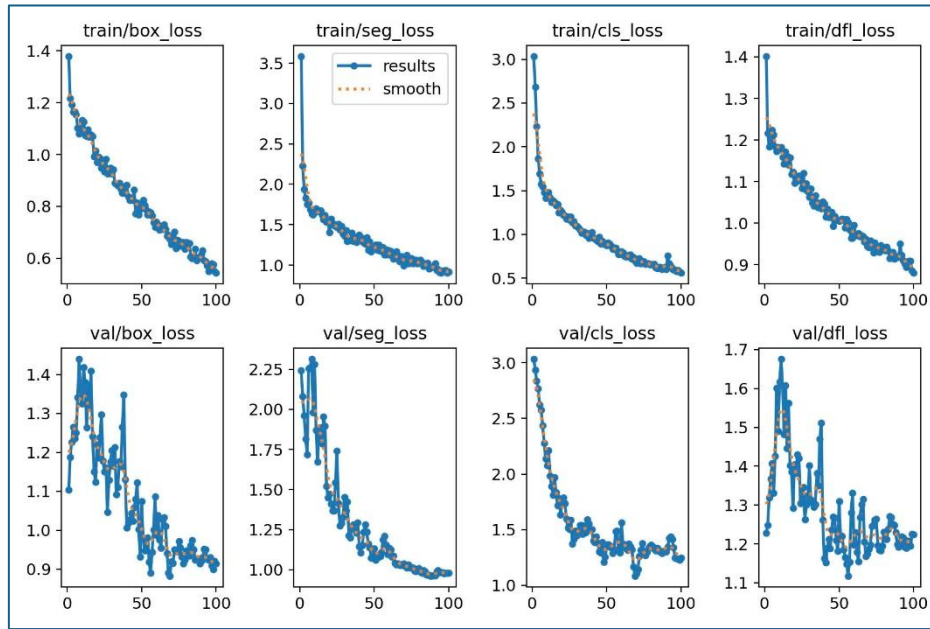 train/box_loss
1.4
1.2
1.0
0.8
0.6
0 50 100
train/seg_loss
3.5
3.0
2.5
2.0
1.5
1.0
0 50 100
results
smooth
train/cls_loss
3.0
2.5
2.0
1.5
1.0
0.5
0 50 100
train/dfl_loss
1.4
1.3
1.2
1.1
1.0
0.9
0 50 100
val/box_loss
1.4
1.3
1.2
1.1
1.0
0.9
0 50 100
val/seg_loss
2.25
2.00
1.75
1.50
1.25
1.00
0 50 100
val/cls_loss
3.0
2.5
2.0
1.5
1.0
0 50 100
val/dfl_loss
1.7
1.6
1.5
1.4
1.3
1.2
1.1
0 50 100